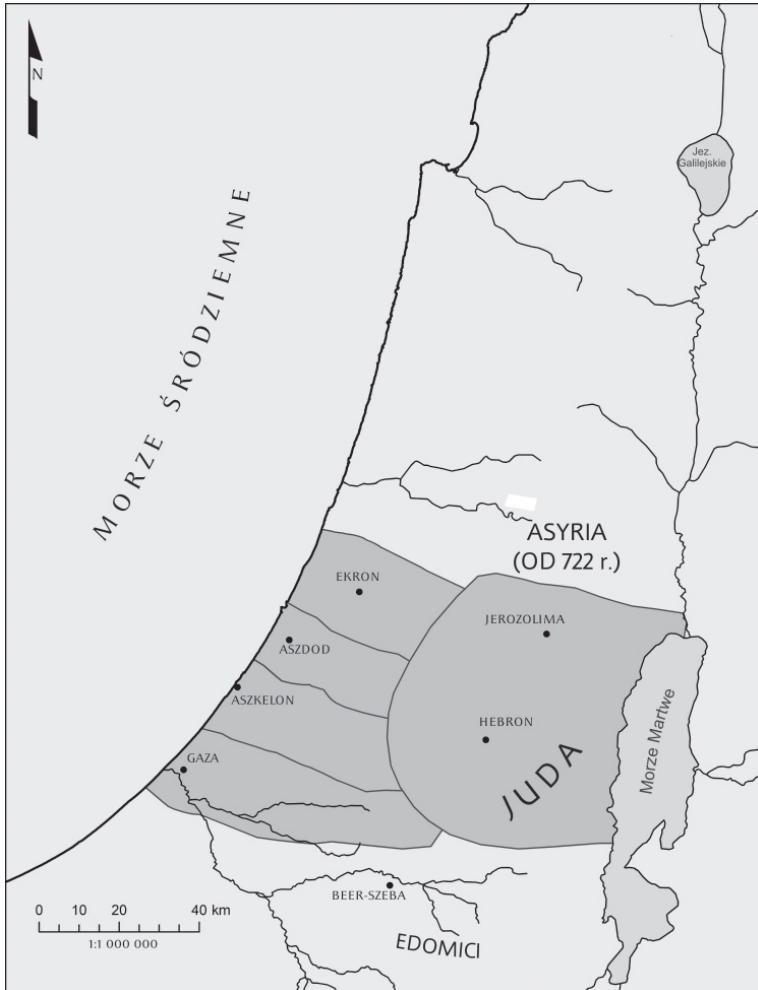 N
Jez.
Galilejskie
MORZE ŚRÓDZIEMNE
ASYRIA
(OD 722 r.)
EKRON
JEROZOLIMA
ASZDOD
ASZKELON
HEBRON
GAZA
JUDA
Morze Martwe
BEER-SZEBA
0 10 20 40 km
1:1 000 000
EDOMICI